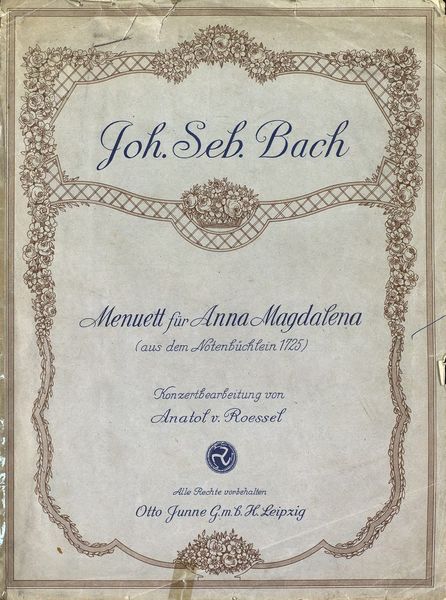 Joh. Seb. Bach
Menuett für Anna Magdalena
(aus dem Notenbüchlein 1725)
Konzertbearbeitung von
Anatol v. Roessel
Alle Rechte vorbehalten
Otto Junne G.m.b.H. Leipzig